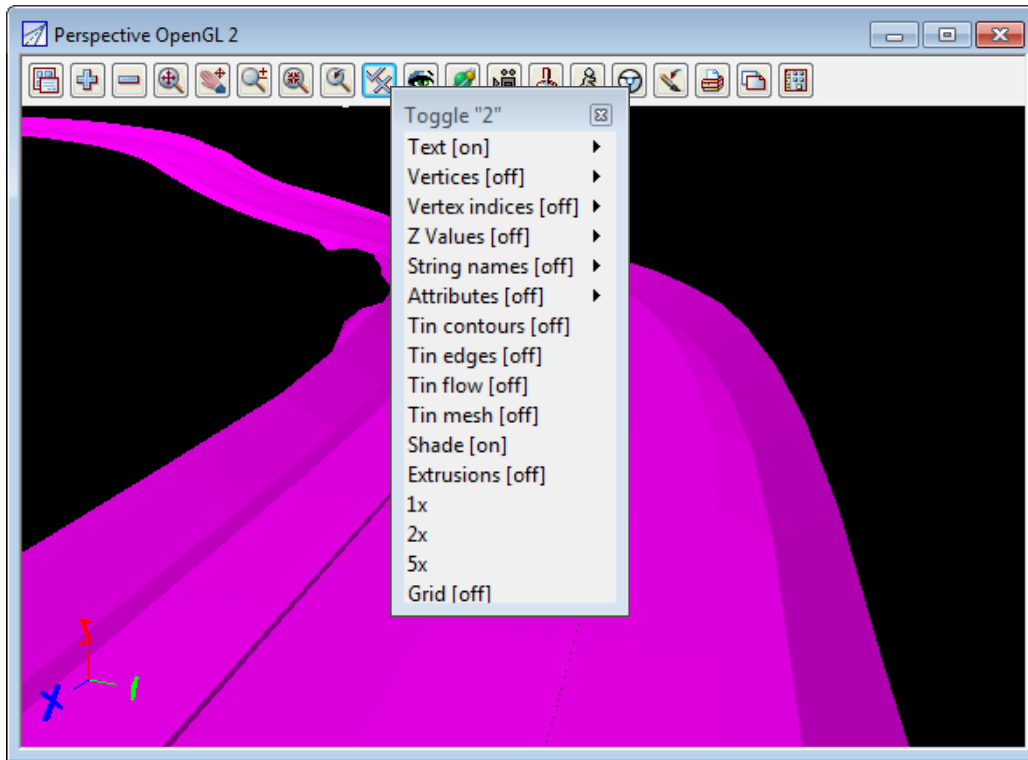 Perspective OpenGL 2
Toggle "2"
Text [on]
Vertices [off]
Vertex indices [off]
Z Values [off]
String names [off]
Attributes [off]
Tin contours [off]
Tin edges [off]
Tin flow [off]
Tin mesh [off]
Shade [on]
Extrusions [off]
1x
2x
5x
Grid [off]
Z
X